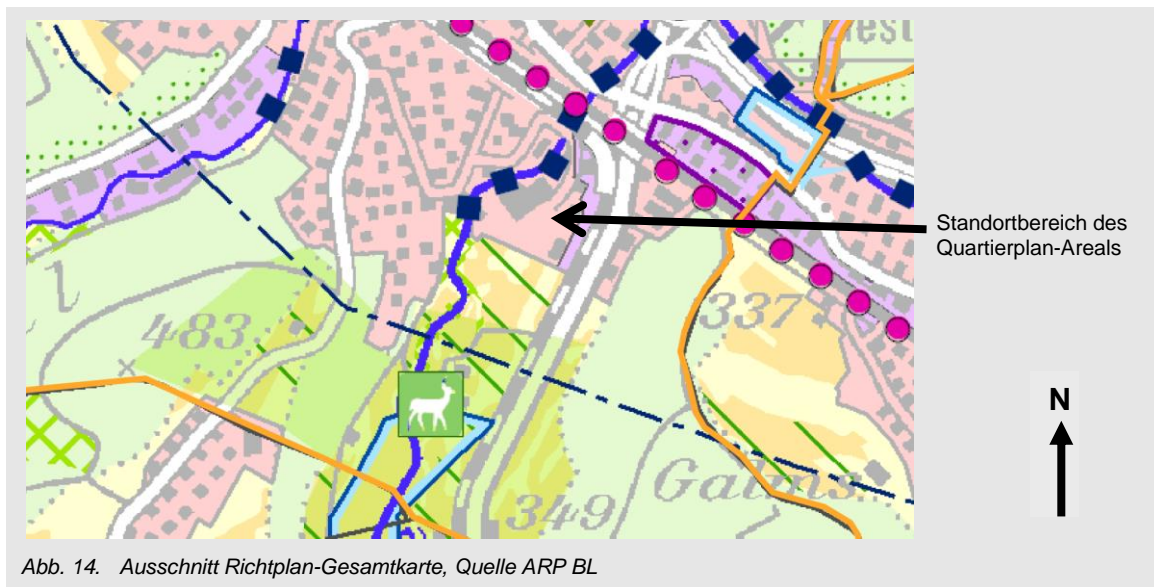 483
337
349
Galms
l
Standortbereich des
Quartierplan-Areals
N
Abb. 14. Ausschnitt Richtplan-Gesamtkarte, Quelle ARP BL